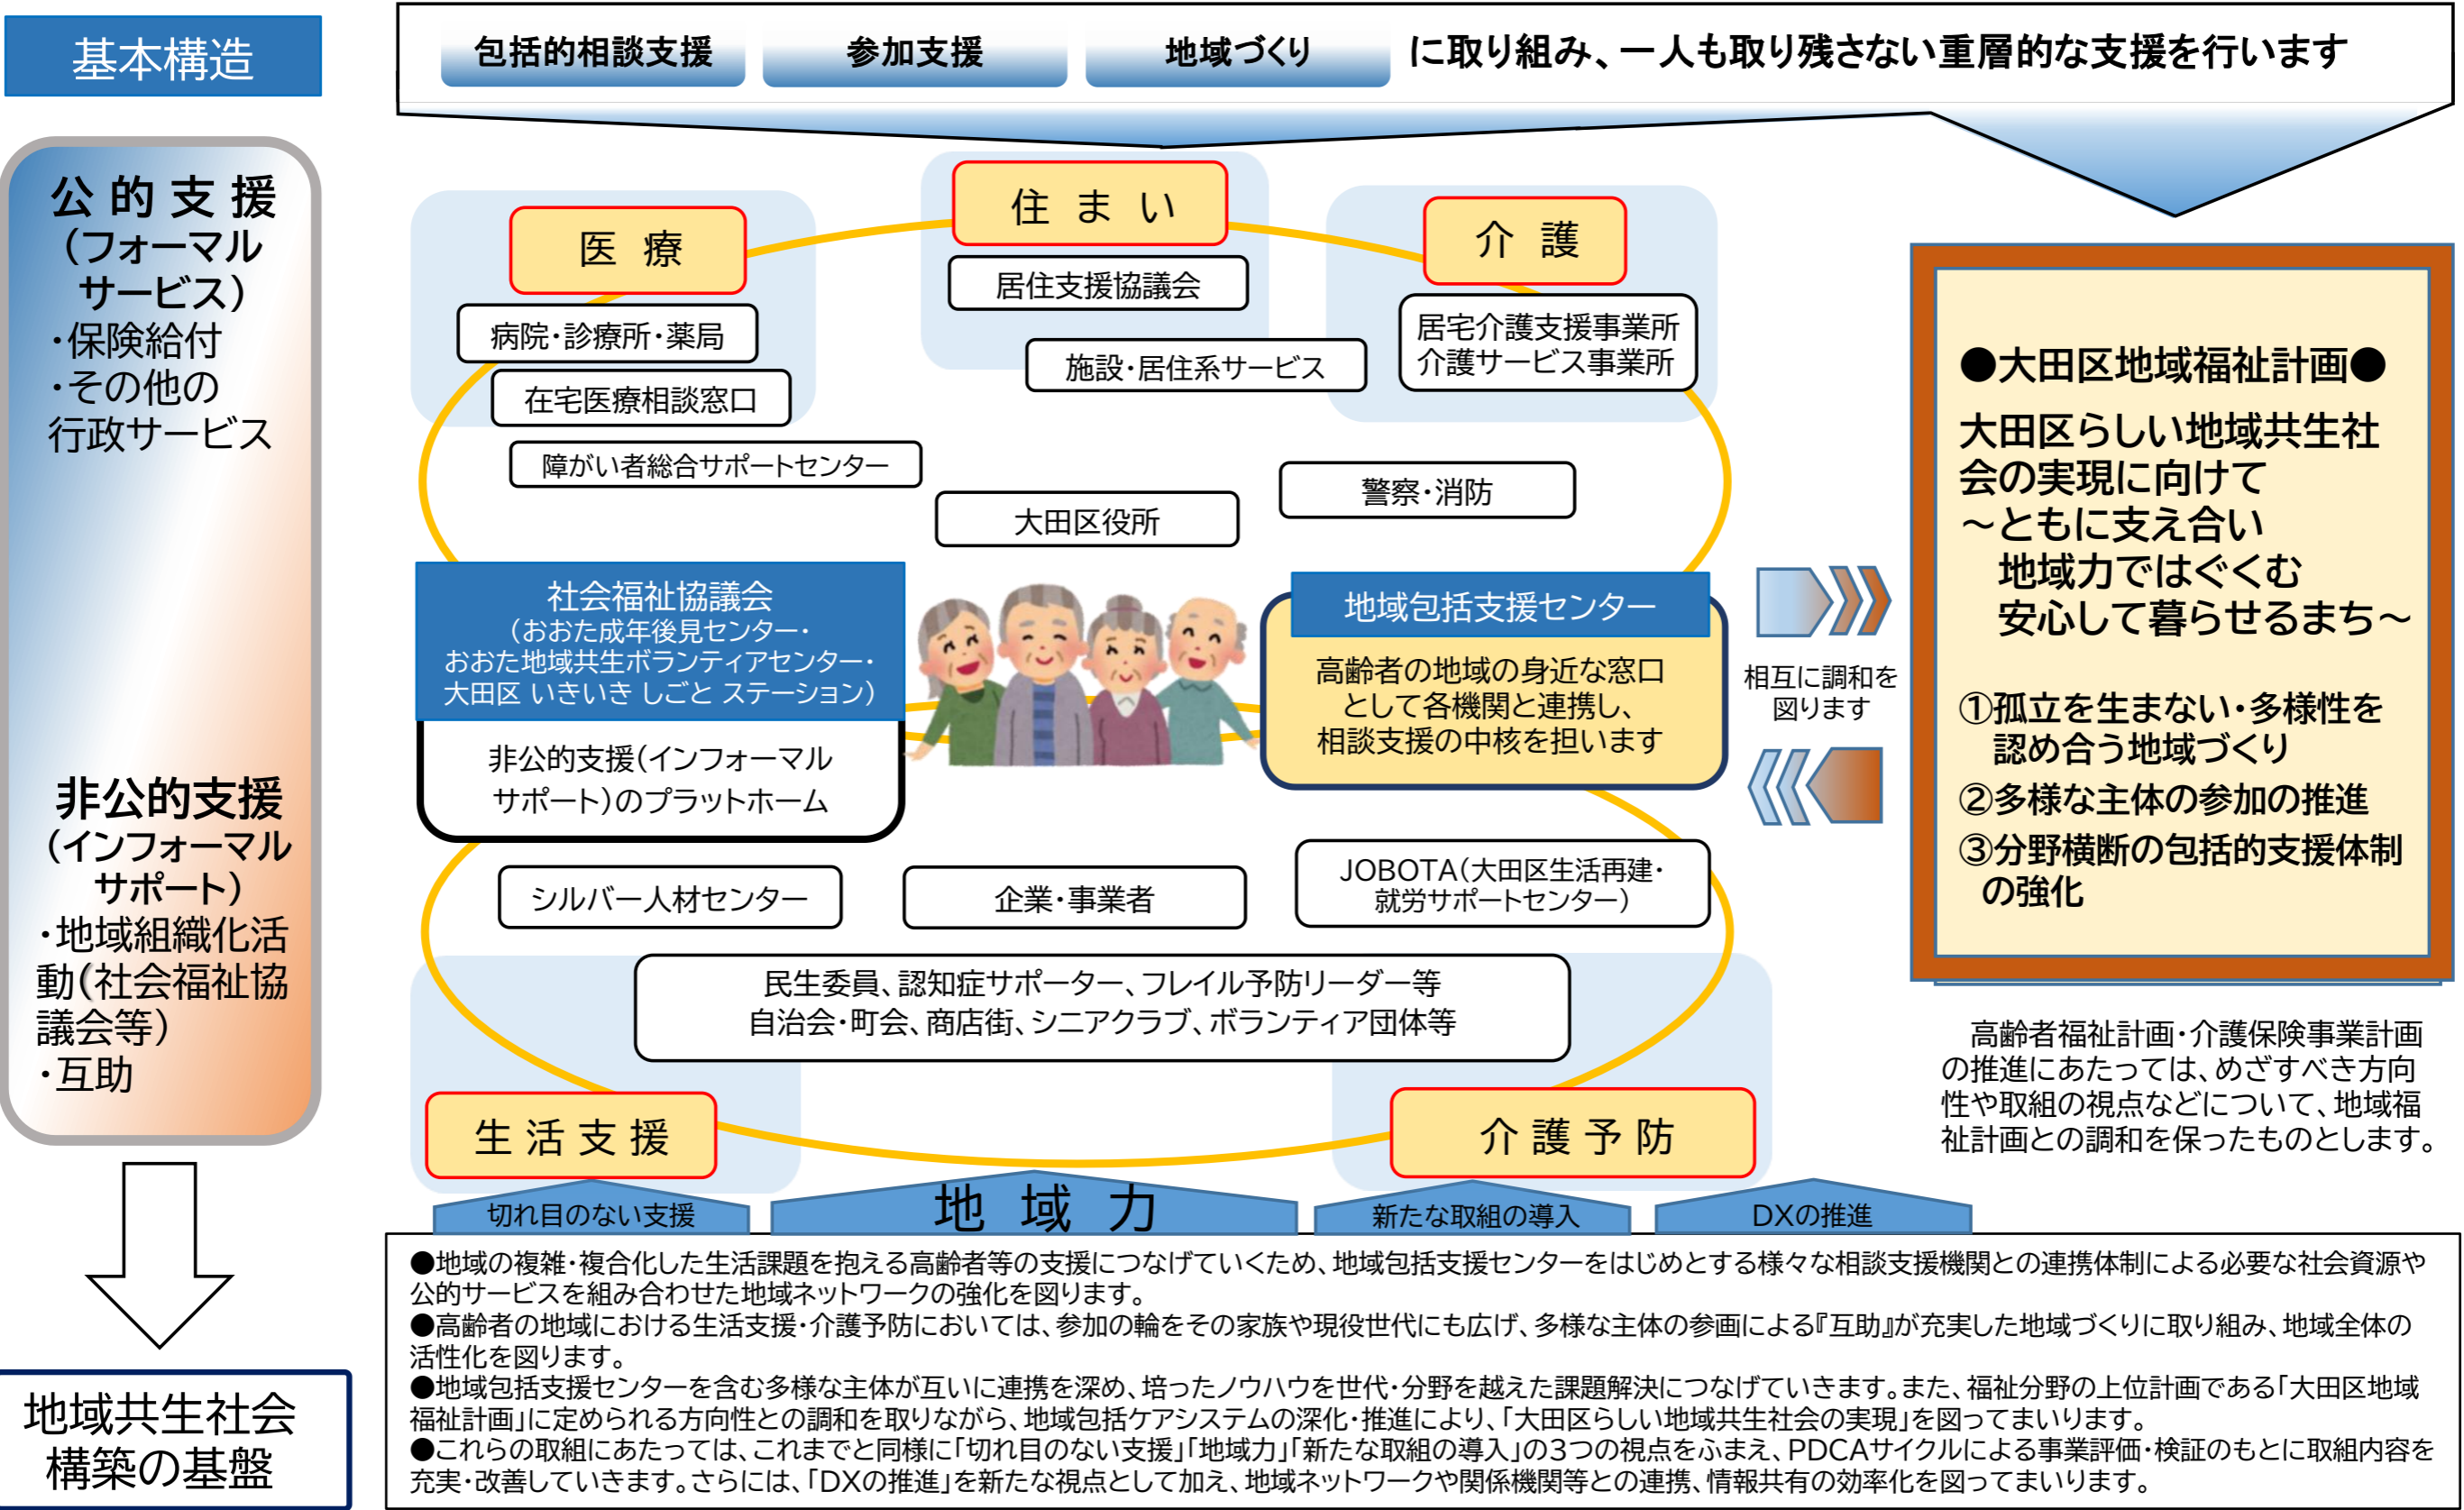 基本構造
包括的相談支援 参加支援 地域づくり に取り組み、一人も取り残さない重層的な支援を行います
公的支援
（フォーマル
サービス）
・保険給付
・その他の
行政サービス
非公的支援
（インフォーマル
サポート）
・地域組織化活
動（社会福祉協
議会等）
・互助
地域共生社会
構築の基盤
医療
病院・診療所・薬局
在宅医療相談窓口
住まい
居住支援協議会
施設・居住系サービス
介護
居宅介護支援事業所
介護サービス事業所
障がい者総合サポートセンター
大田区役所
警察・消防
社会福祉協議会
（おおた成年後見センター・
おおた地域共生ボランティアセンター・
大田区 いきいき しごと ステーション）
非公的支援（インフォーマル
サポート）のプラットホーム
地域包括支援センター
高齢者の地域の身近な窓口
として各機関と連携し、
相談支援の中核を担います
相互に調和を
図ります
シルバー人材センター
企業・事業者
JOBOTA（大田区生活再建・
就労サポートセンター）
民生委員、認知症サポーター、フレイル予防リーダー等
自治会・町会、商店街、シニアクラブ、ボランティア団体等
生活支援
介護予防
●大田区地域福祉計画●
大田区らしい地域共生社
会の実現に向けて
～ともに支え合い
地域力ではぐくむ
安心して暮らせるまち～
①孤立を生まない・多様性を
認め合う地域づくり
②多様な主体の参加の推進
③分野横断の包括的支援体制
の強化
高齢者福祉計画・介護保険事業計画
の推進にあたっては、めざすべき方向
性や取組の視点などについて、地域福
祉計画との調和を保ったものとします。
切れ目のない支援
地域力
新たな取組の導入
DXの推進
●地域の複雑・複合化した生活課題を抱える高齢者等の支援につなげていくため、地域包括支援センターをはじめとする様々な相談支援機関との連携体制による必要な社会資源や
公的サービスを組み合わせた地域ネットワークの強化を図ります。
●高齢者の地域における生活支援・介護予防においては、参加の輪をその家族や現役世代にも広げ、多様な主体の参画による『互助』が充実した地域づくりに取り組み、地域全体の
活性化を図ります。
●地域包括支援センターを含む多様な主体が互いに連携を深め、培ったノウハウを世代・分野を越えた課題解決につなげていきます。また、福祉分野の上位計画である「大田区地域
福祉計画」に定められる方向性との調和を取りながら、地域包括ケアシステムの深化・推進により、「大田区らしい地域共生社会の実現」を図ってまいります。
●これらの取組にあたっては、これまでと同様に「切れ目のない支援」「地域力」「新たな取組の導入」の３つの視点をふまえ、PDCAサイクルによる事業評価・検証のもとに取組内容を
充実・改善していきます。さらには、「DXの推進」を新たな視点として加え、地域ネットワークや関係機関等との連携、情報共有の効率化を図ってまいります。